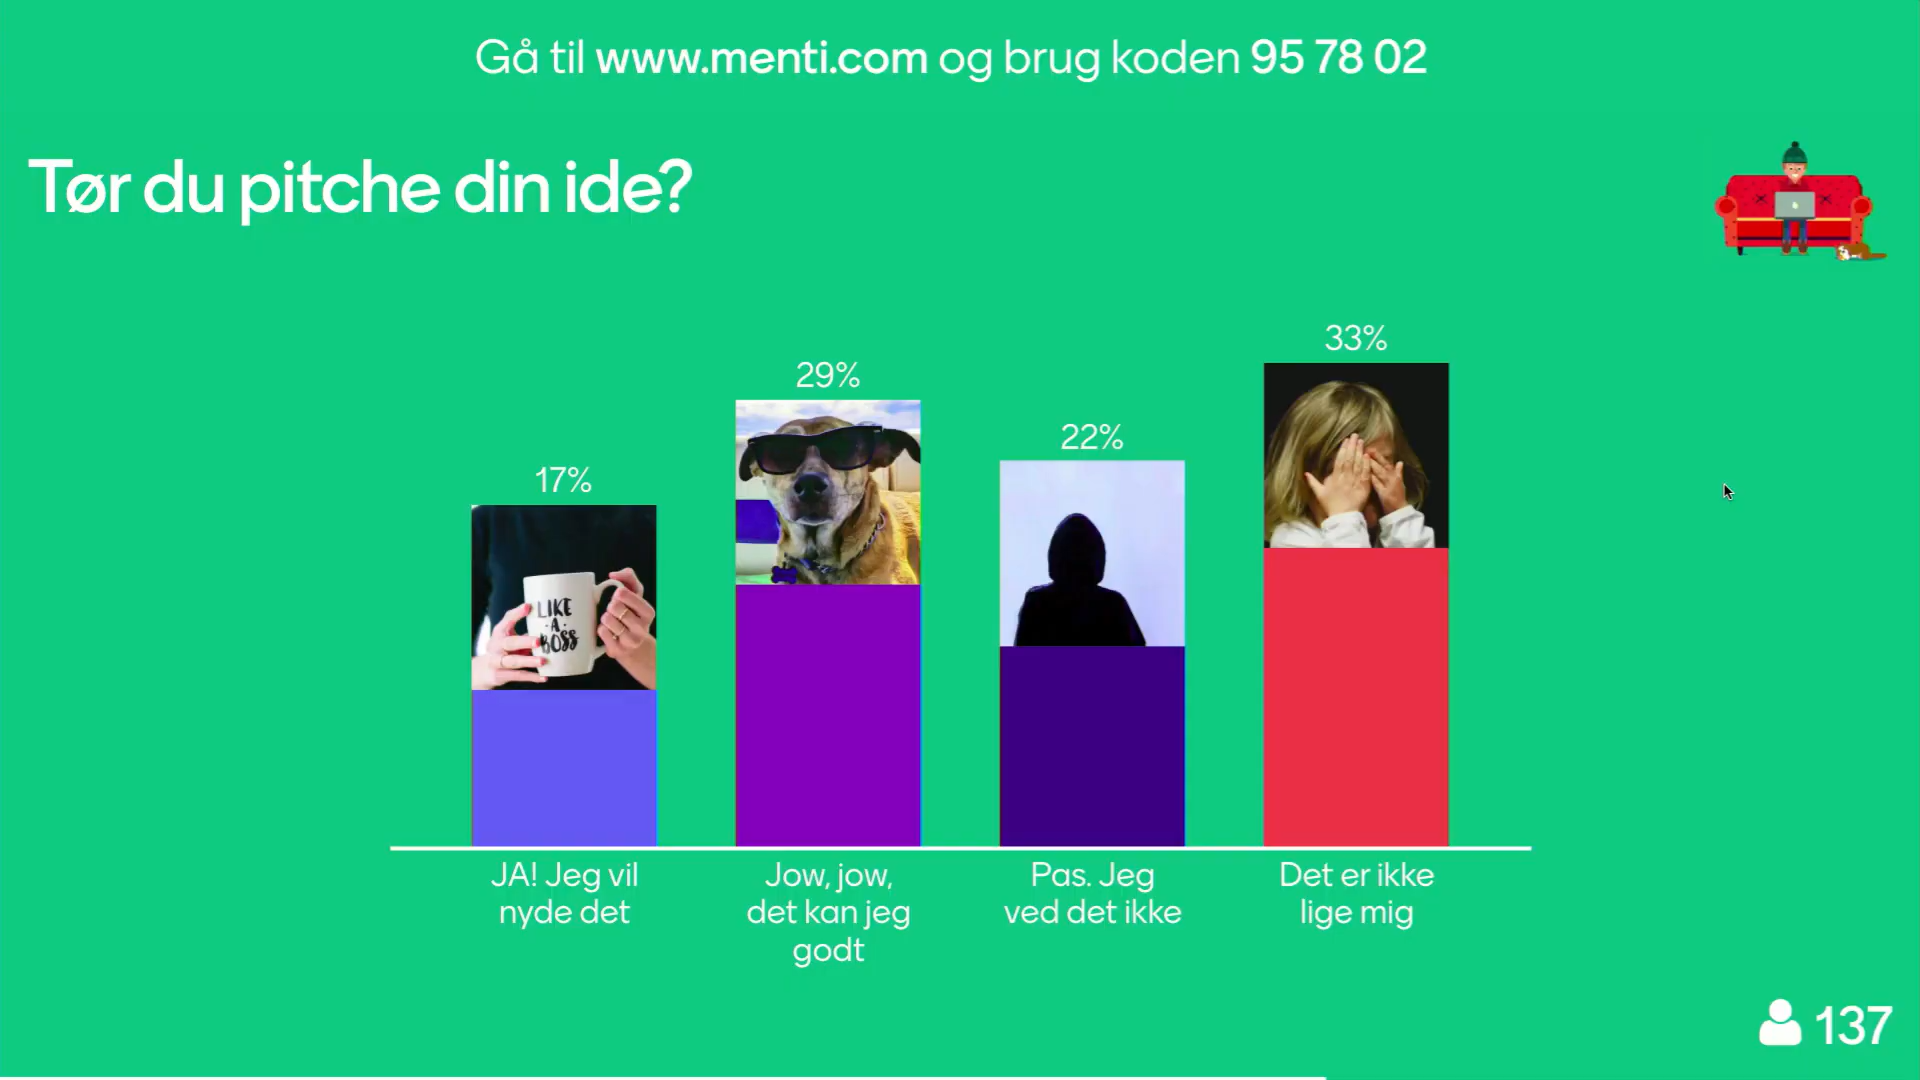 Gå til www.menti.com og brug koden 95 78 02
Tør du pitche din ide?
17%
29%
22%
33%
LIKE
·A·
BOSS
JA! Jeg vil
nyde det
Jow, jow,
det kan jeg
godt
Pas. Jeg
ved det ikke
Det er ikke
lige mig
137